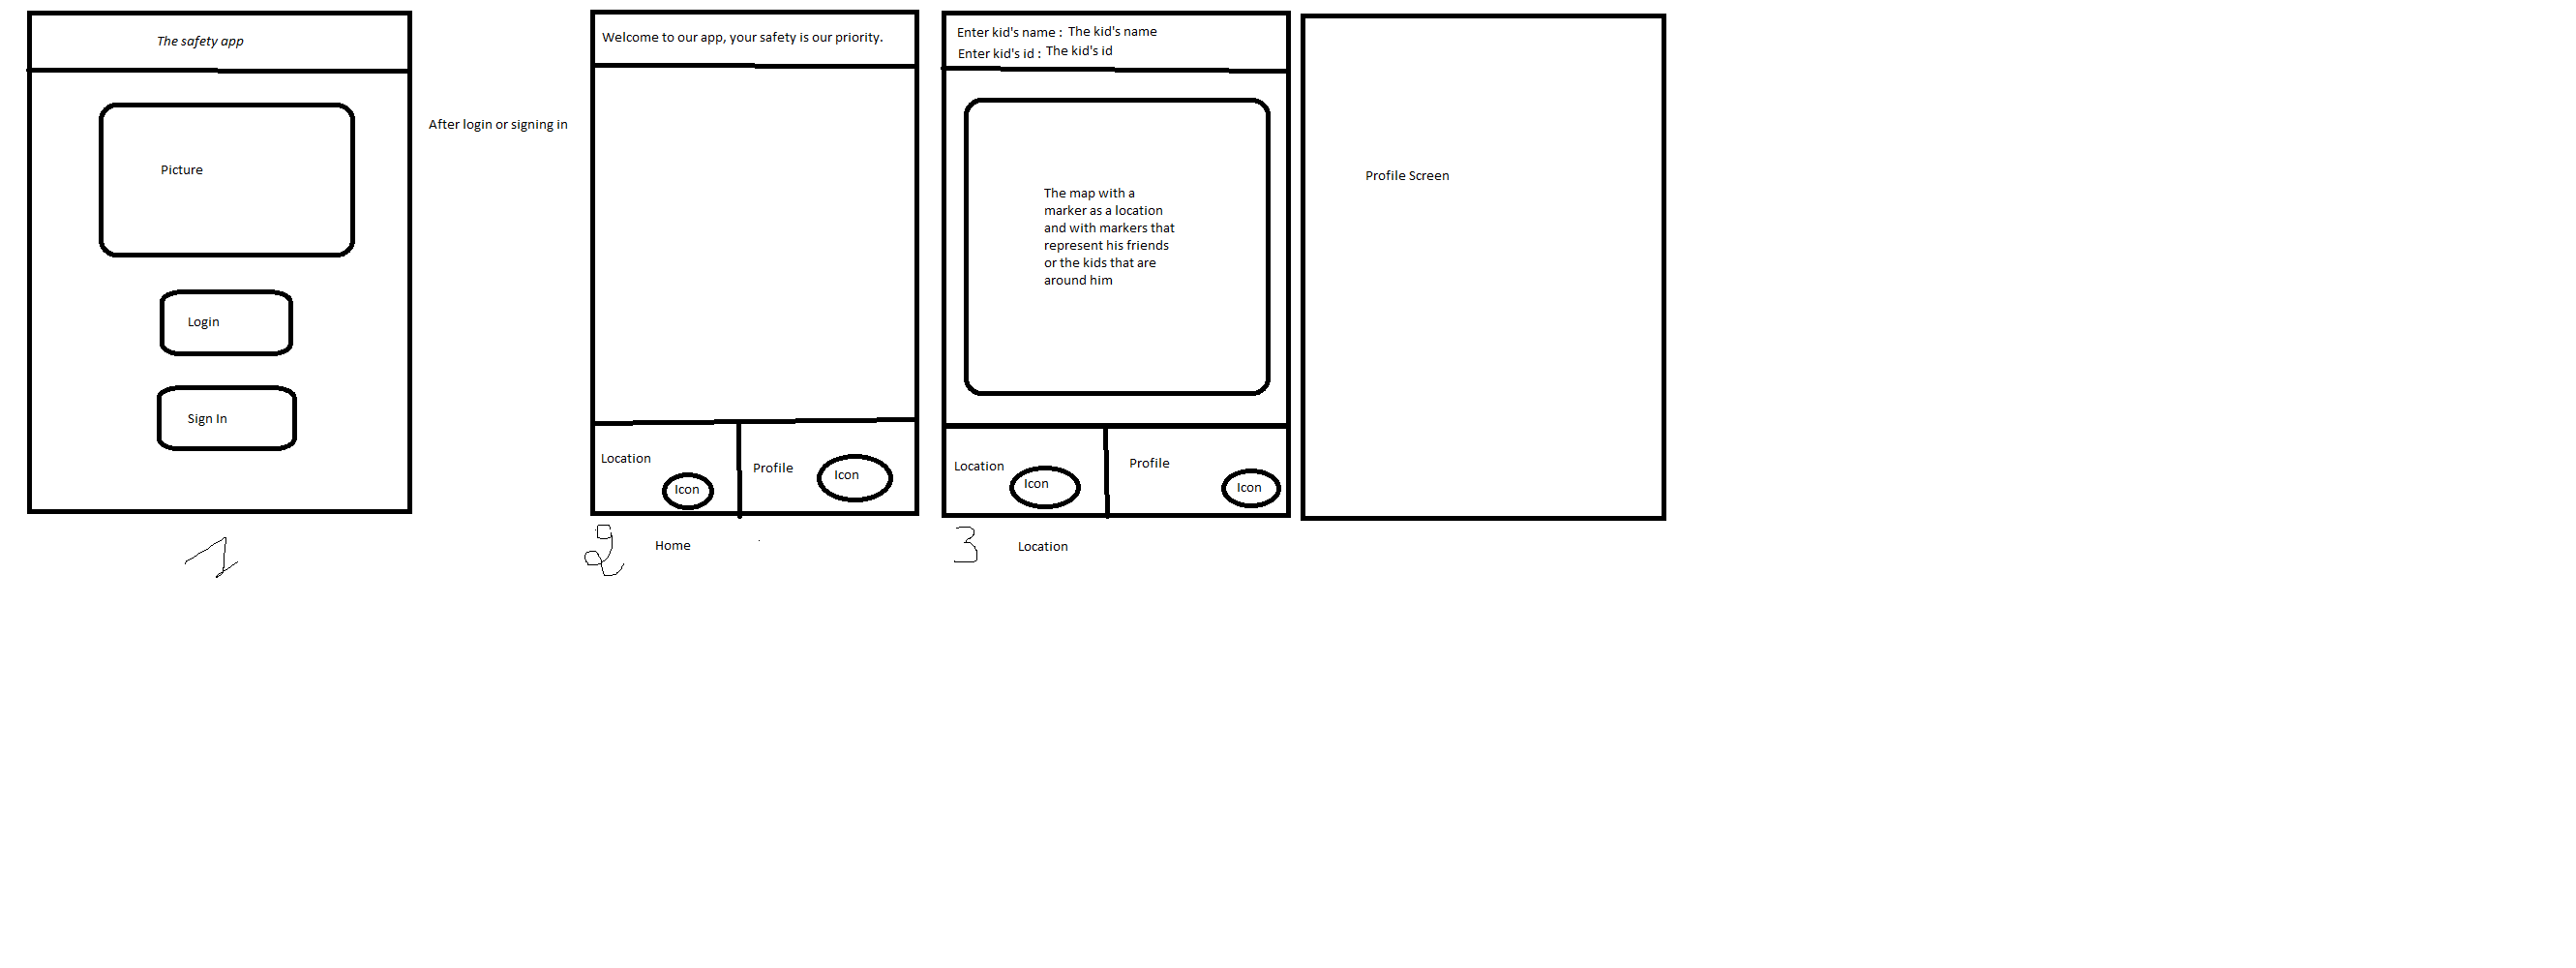 The safety app
Picture
Login
Sign In
1
After login or signing in
Welcome to our app, your safety is our priority.
Location
Icon
Profile
Icon
2
Home
Enter kid's name : The kid's name
Enter kid's id : The kid's id
The map with a
marker as a location
and with markers that
represent his friends
or the kids that are
around him
Location
Icon
Profile
Icon
3
Location
Profile Screen